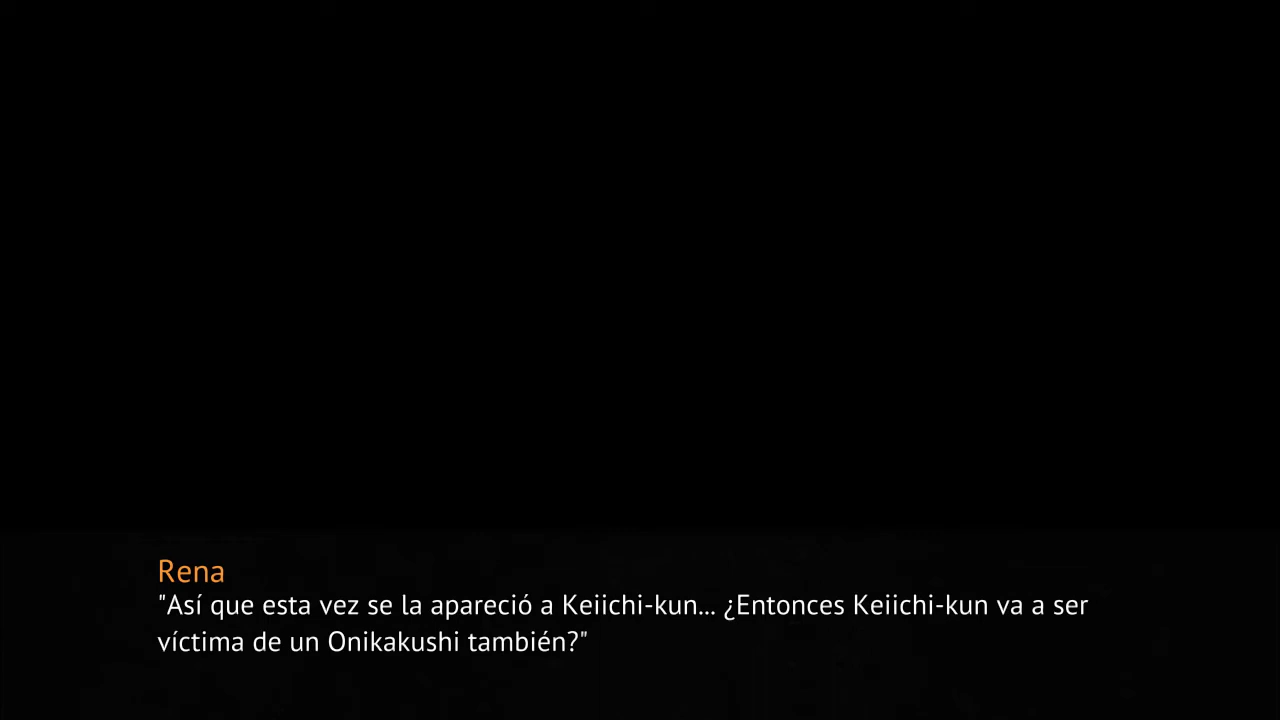 Rena
"Así que esta vez se la apareció a Keiichi-kun... ¿Entonces Keiichi-kun va a ser
víctima de un Onikakushi también?"